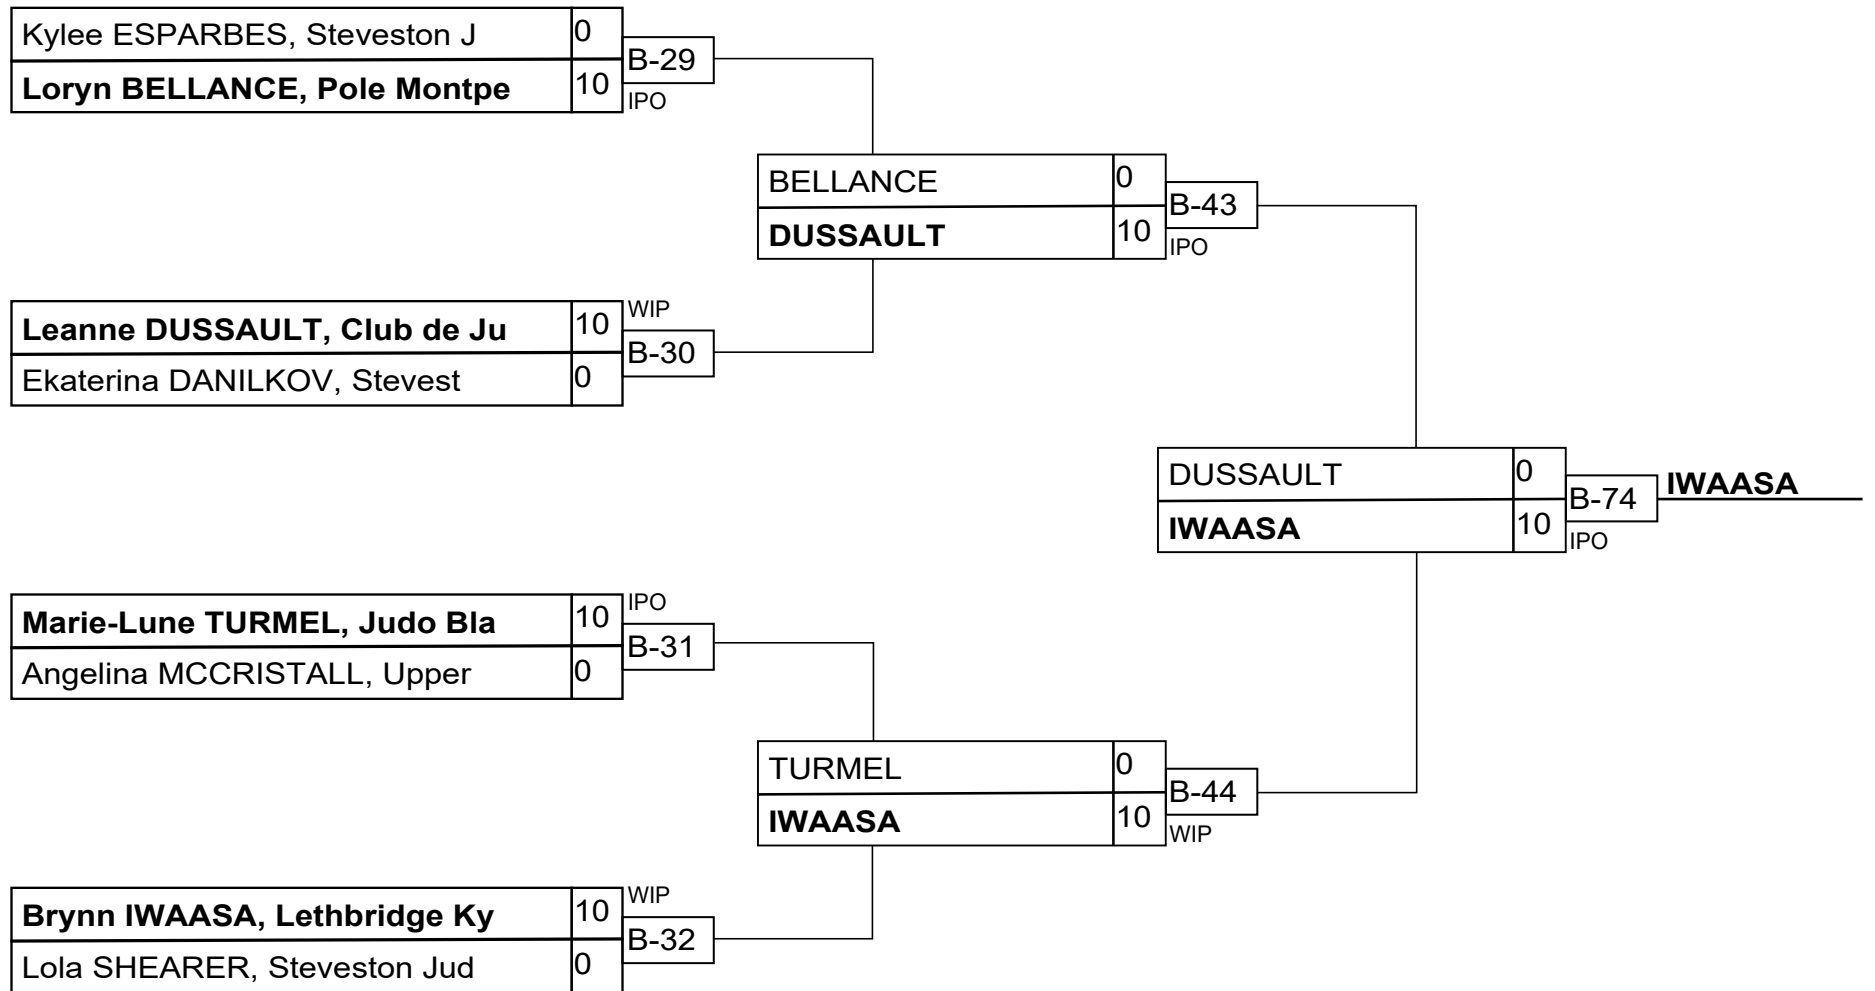 Kylee ESPARBES, Steveston J 0
B-29
Loryn BELLANCE, Pole Montpe 10
IPO
BELLANCE 0
B-43
DUSSAULT 10
IPO
WIP
Leanne DUSSAULT, Club de Ju 10
B-30
Ekaterina DANILKOV, Stevest 0
DUSSAULT 0
B-74 IWAASA
IWAASA 10
IPO
IPO
Marie-Lune TURMEL, Judo Bla 10
B-31
Angelina MCCRISTALL, Upper 0
TURMEL 0
B-44
IWAASA 10
WIP
WIP
Brynn IWAASA, Lethbridge Ky 10
B-32
Lola SHEARER, Steveston Jud 0